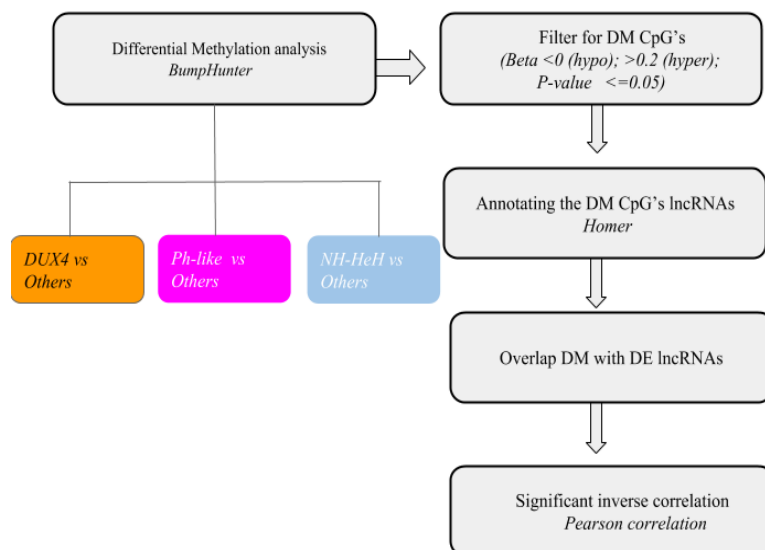 Differential Methylation analysis
BumpHunter
Filter for DM CpG's
(Beta <0 (hypo); >0.2 (hyper);
P-value <=0.05)
Annotating the DM CpG's lncRNAs
Homer
DUX4 vs
Others
Ph-like vs
Others
NH-HeH vs
Others
Overlap DM with DE lncRNAs
Significant inverse correlation
Pearson correlation